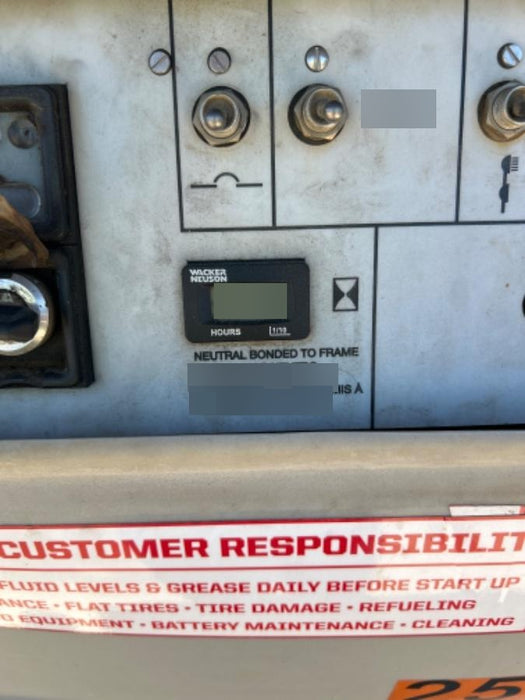 WACKER
NEUSON
HOURS 1/10
NEUTRAL BONDED TO FRAME
À
CUSTOMER RESPONSIBILIT
FLUID LEVELS & GREASE DAILY BEFORE START UP
ANCE • FLAT TIRES • TIRE DAMAGE • REFUELING
EQUIPMENT • BATTERY MAINTENANCE • CLEANING
25